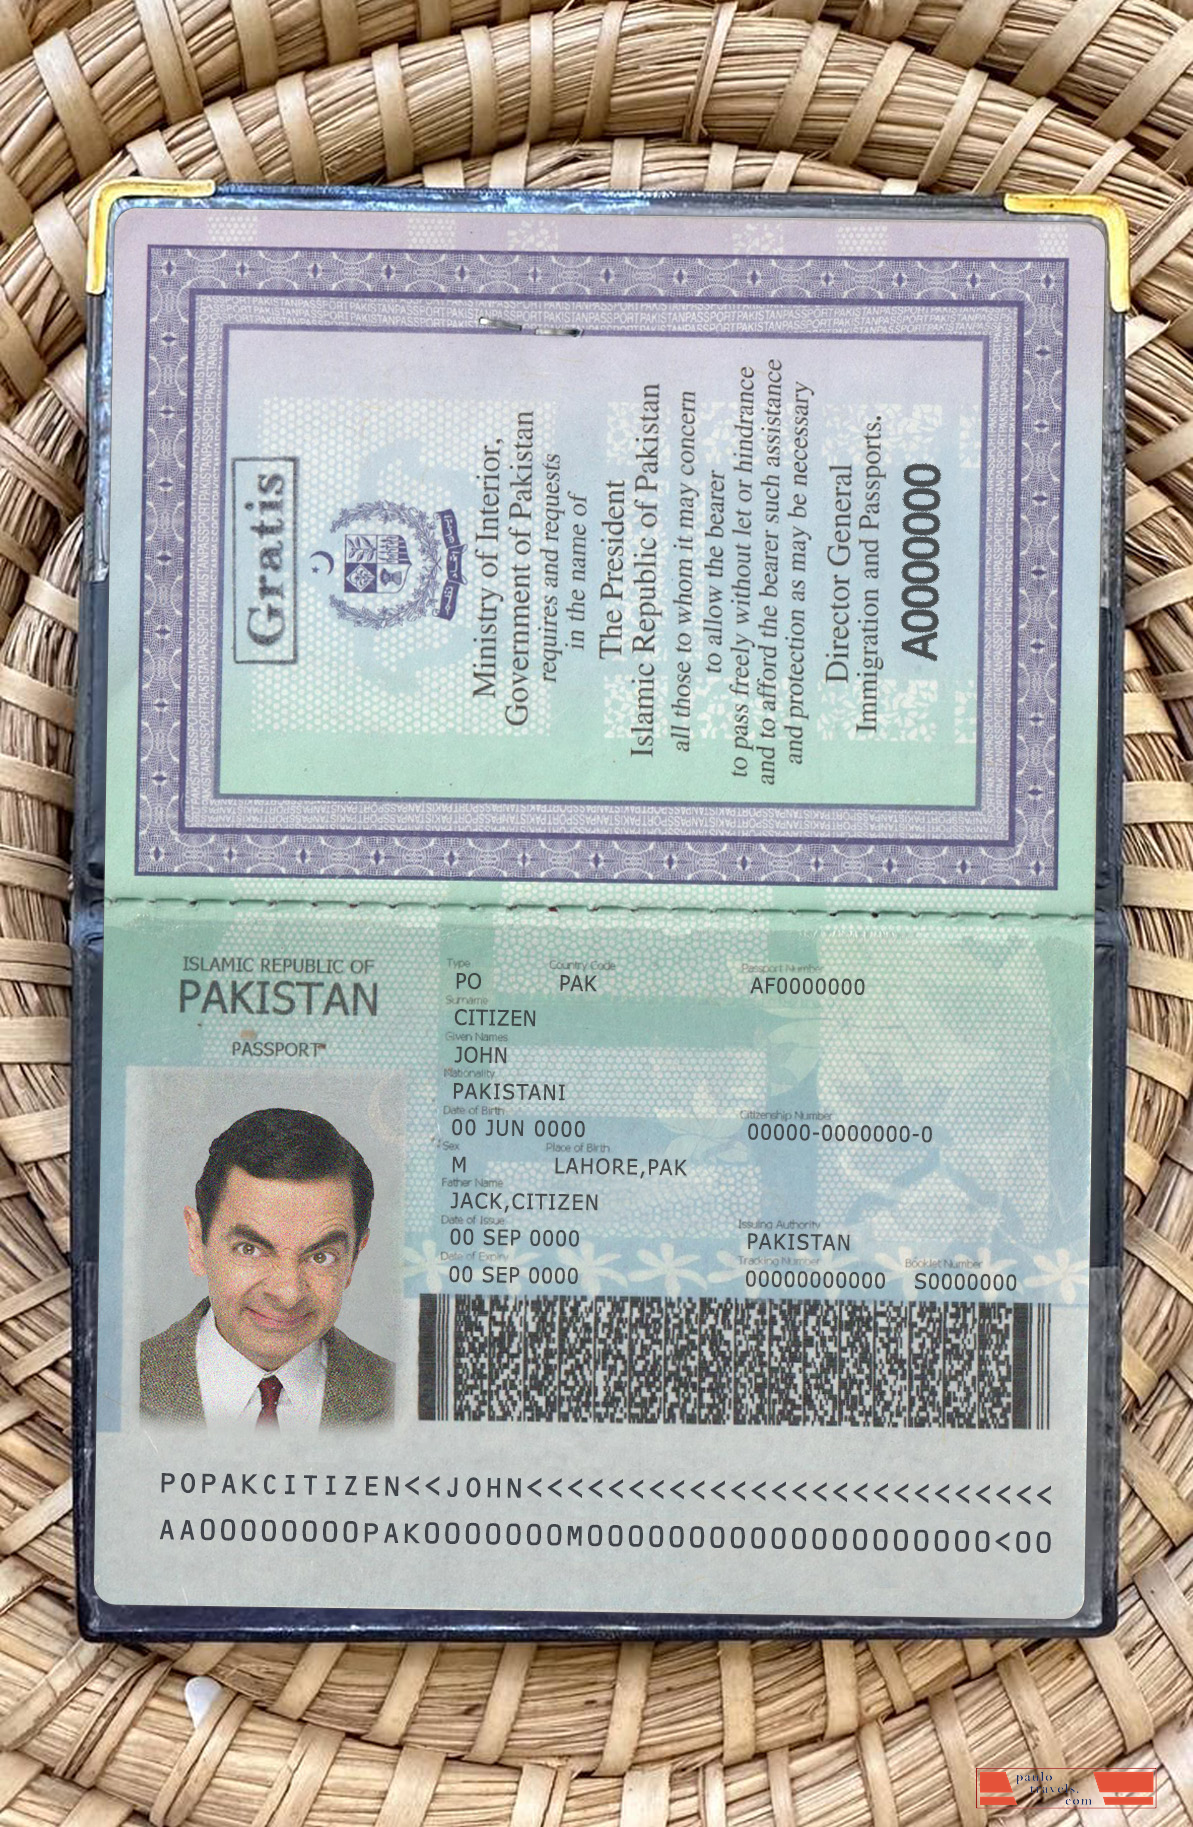 Gratis
Ministry of Interior,
Government of Pakistan
requires and requests
in the name of
The President
Islamic Republic of Pakistan
all those to whom it may concern
to allow the bearer
to pass freely without let or hindrance
and to afford the bearer such assistance
and protection as may be necessary
Director General
Immigration and Passports.
A0000000
ISLAMIC REPUBLIC OF
PAKISTAN
PASSPORT
Type Country Code Passport Number
PO PAK AF0000000
Surname
CITIZEN
Given Names
JOHN
Nationality
PAKISTANI
Date of Birth Citizenship Number
00 JUN 0000 00000-0000000-0
Sex Place of Birth
M LAHORE,PAK
Father Name
JACK,CITIZEN
Date of Issue Issuing Authority
00 SEP 0000 PAKISTAN
Date of Expiry Tracking Number Booklet Number
00 SEP 0000 00000000000 S0000000
POPAKCITIZEN<<JOHN<<<<<<<<<<<<<<<<<<<<<<<<<<
AA00000000PAK0000000M00000000000000000000<00
paolo
travels.
com